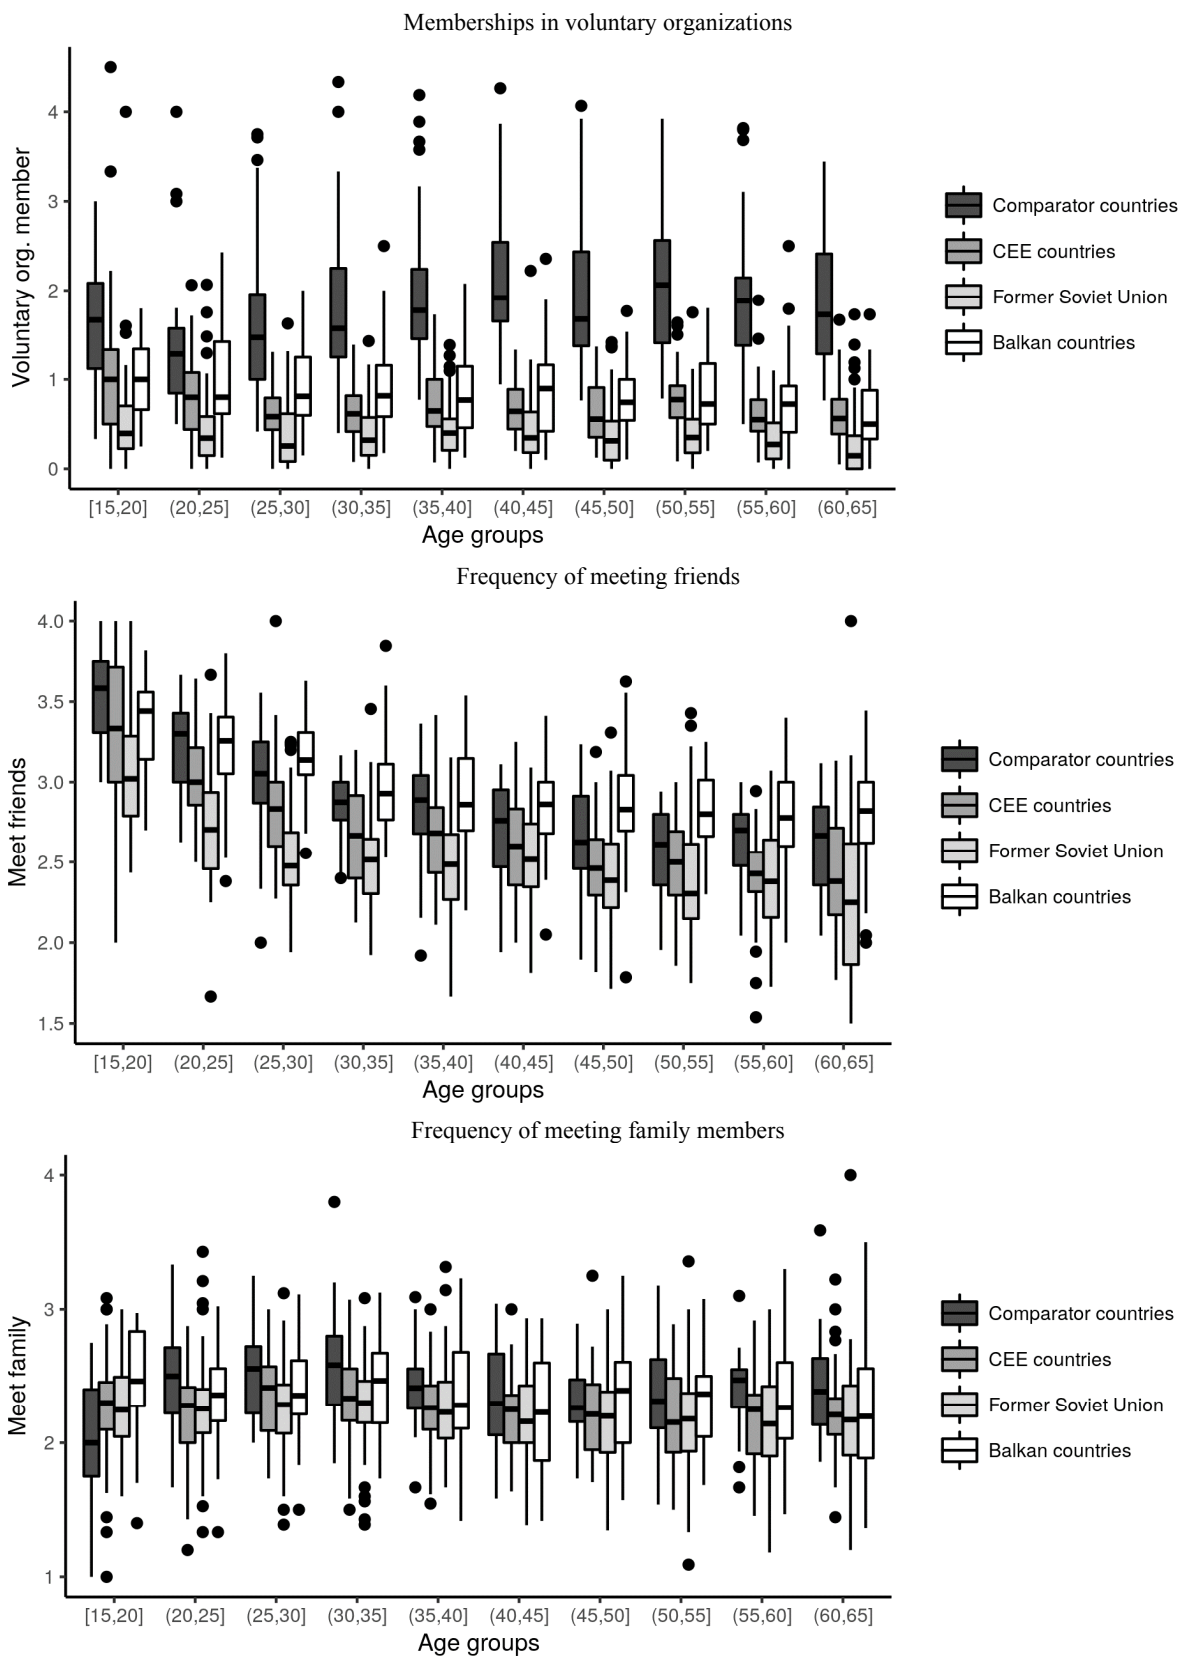 Memberships in voluntary organizations
Voluntary org. member
4
3
2
1
0
[15,20] (20,25] (25,30] (30,35] (35,40] (40,45] (45,50] (50,55] (55,60] (60,65]
Age groups
Comparator countries
CEE countries
Former Soviet Union
Balkan countries
Frequency of meeting friends
Meet friends
4.0
3.5
3.0
2.5
2.0
1.5
[15,20] (20,25] (25,30] (30,35] (35,40] (40,45] (45,50] (50,55] (55,60] (60,65]
Age groups
Comparator countries
CEE countries
Former Soviet Union
Balkan countries
Frequency of meeting family members
Meet family
4
3
2
1
[15,20] (20,25] (25,30] (30,35] (35,40] (40,45] (45,50] (50,55] (55,60] (60,65]
Age groups
Comparator countries
CEE countries
Former Soviet Union
Balkan countries